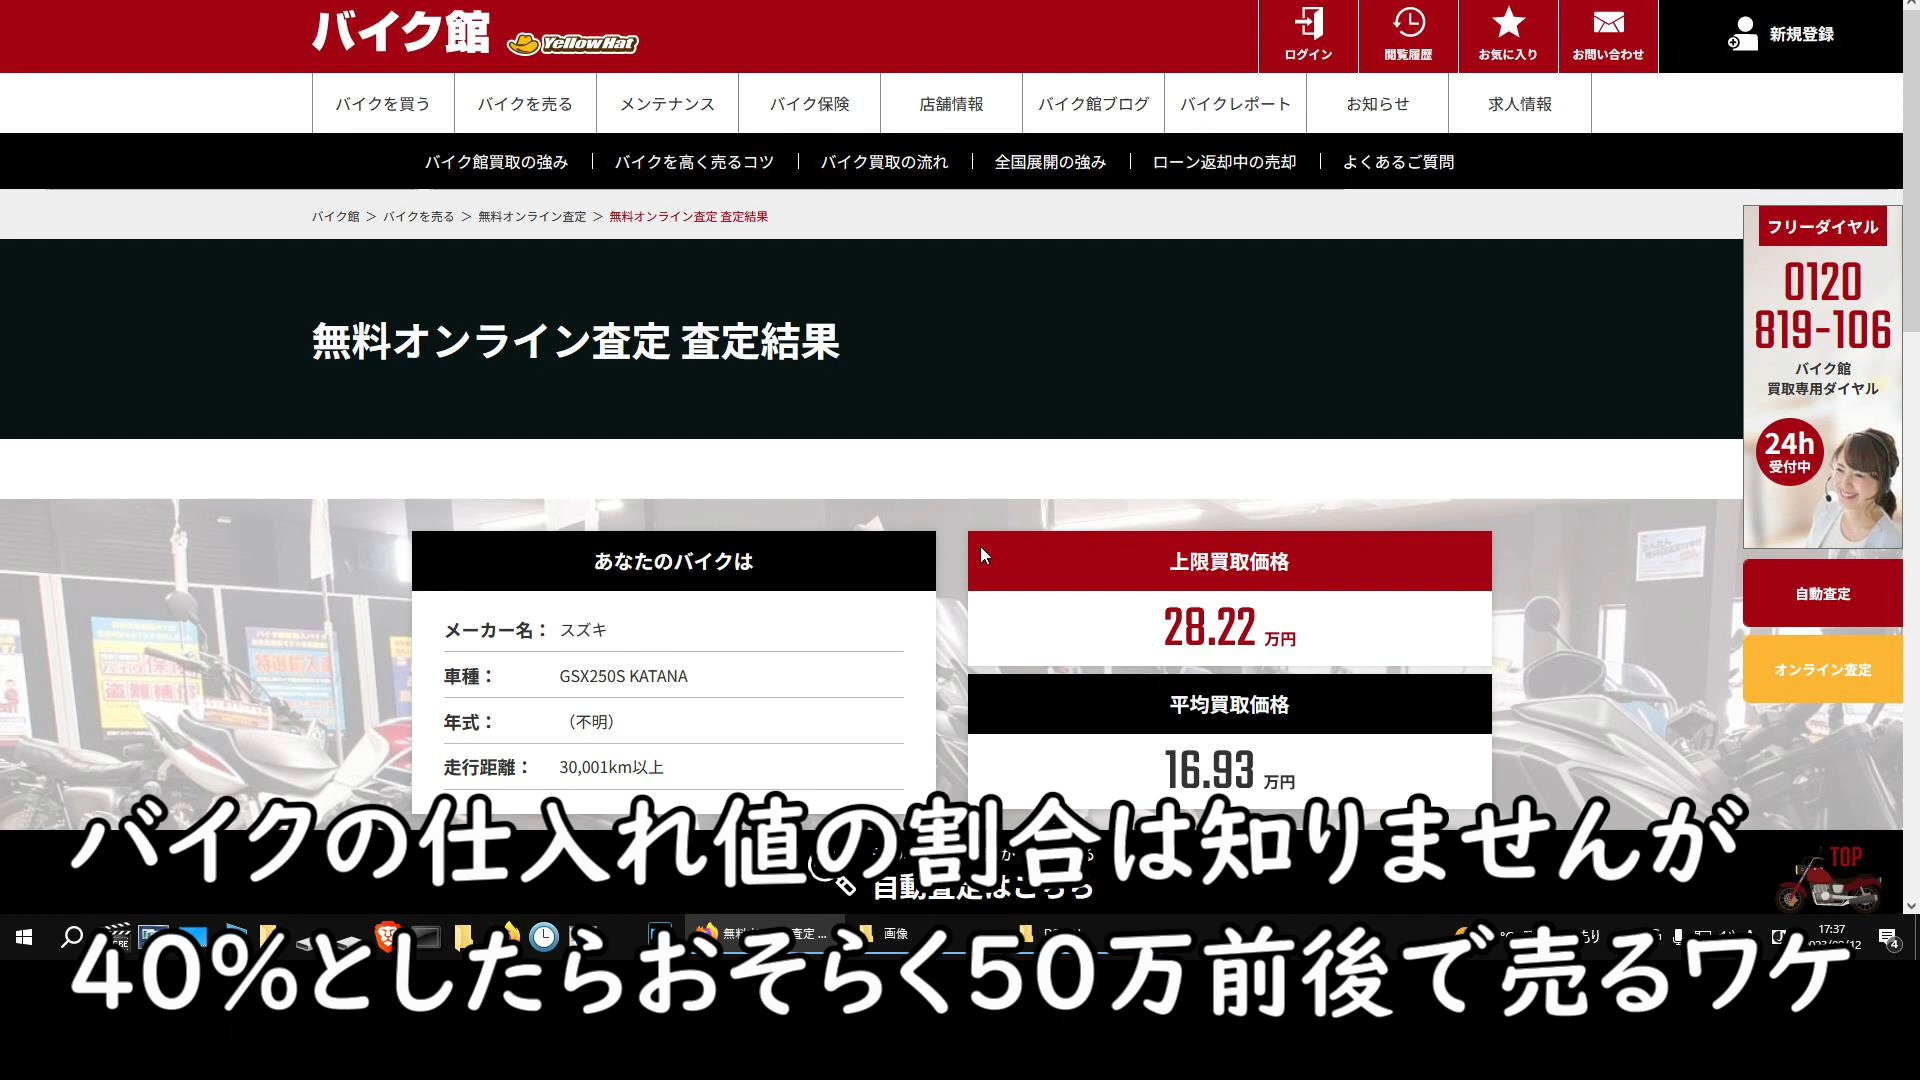 バイク館 YellowHat
ログイン
閲覧履歴
お気に入り
お問い合わせ
新規登録
バイクを買う
バイクを売る
メンテナンス
バイク保険
店舗情報
バイク館ブログ
バイクレポート
お知らせ
求人情報
バイク館買取の強み
バイクを高く売るコツ
バイク買取の流れ
全国展開の強み
ローン返却中の売却
よくあるご質問
バイク館 > バイクを売る > 無料オンライン査定 > 無料オンライン査定 査定結果
無料オンライン査定 査定結果
フリーダイヤル
0120
819-106
バイク館
買取専用ダイヤル
24h
受付中
自動査定
オンライン査定
あなたのバイクは
メーカー名： スズキ
車種： GSX250S KATANA
年式： （不明）
走行距離： 30,001km以上
上限買取価格
28.22 万円
平均買取価格
16.93 万円
バイクの仕入れ値の割合は知りませんが
自動査定はこちら
TOP
画像
17:37
4
40%としたらおそらく50万前後で売るワケ